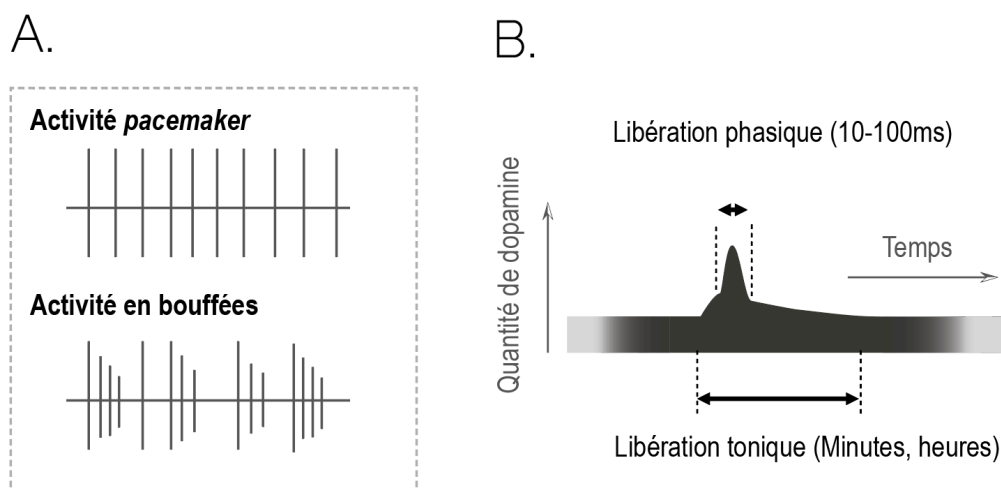 A.
Activité pacemaker
Activité en bouffées
B.
Libération phasique (10-100ms)
Quantité de dopamine
Temps
Libération tonique (Minutes, heures)